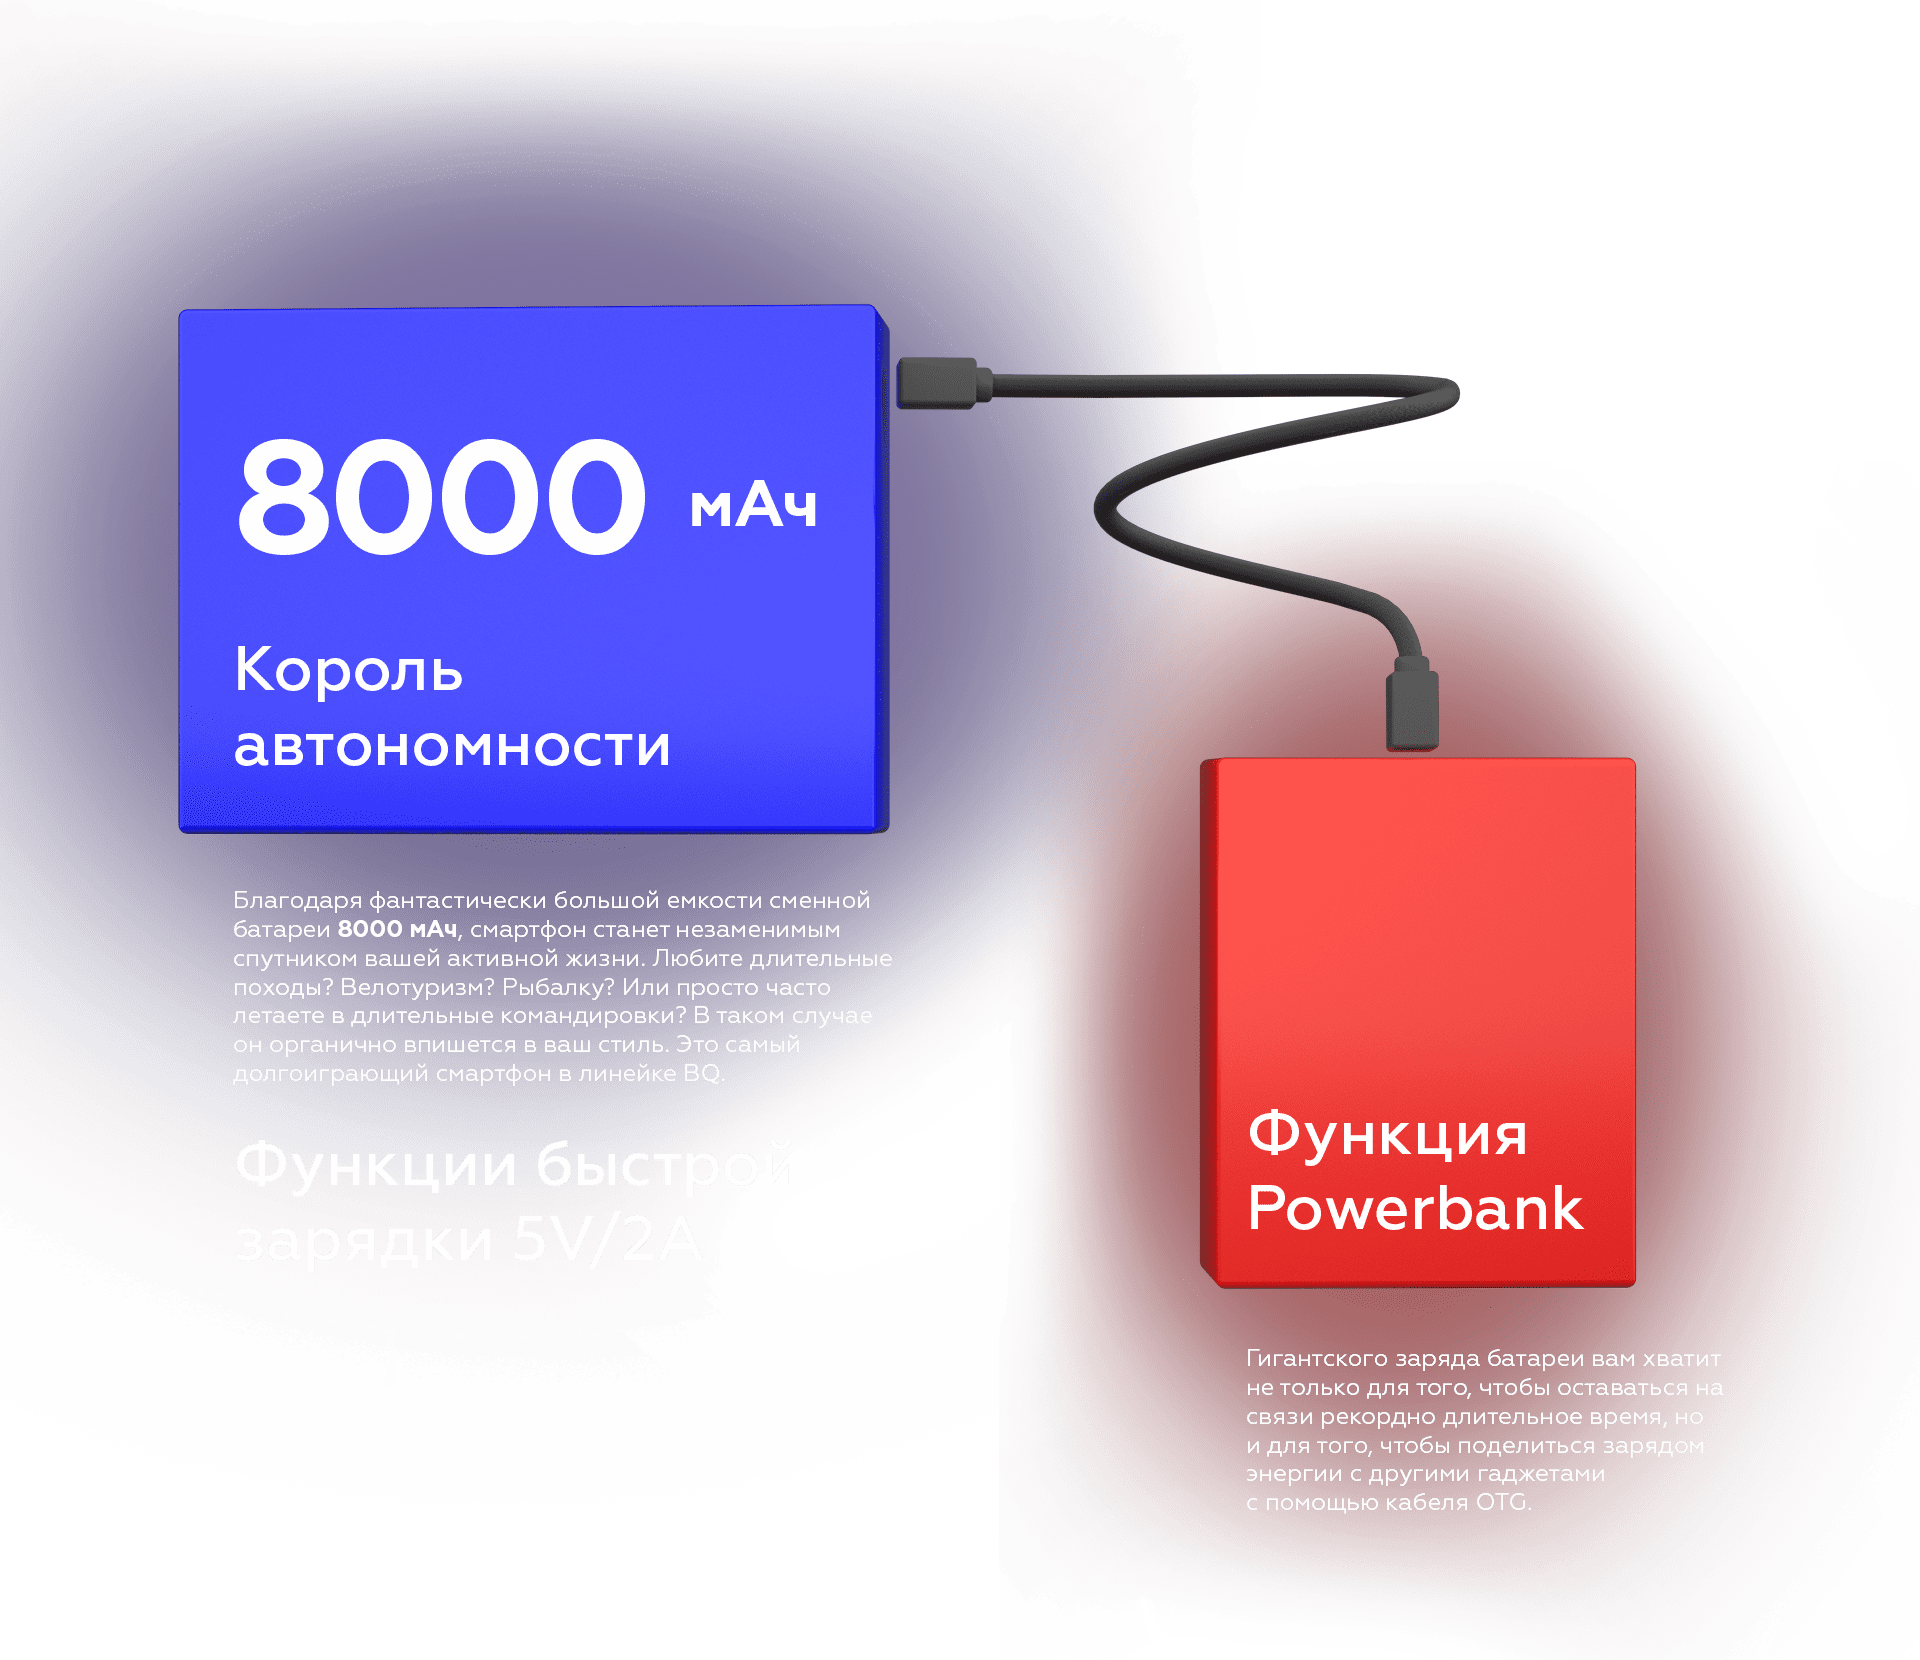 8000 мАч
Король
автономности
Благодаря фантастически большой емкости сменной
батареи 8000 мАч, смартфон станет незаменимым
спутником вашей активной жизни. Любите длительные
походы? Велотуризм? Рыбалку? Или просто часто
летаете в длительные командировки? В таком случае
он органично впишется в ваш стиль. Это самый
долгоиграющий смартфон в линейке BQ.
Функции быстрой
зарядки 5V/2A
Функция
Powerbank
Гигантского заряда батареи вам хватит
не только для того, чтобы оставаться на
связи рекордно длительное время, но
и для того, чтобы поделиться зарядом
энергии с другими гаджетами
с помощью кабеля OTG.